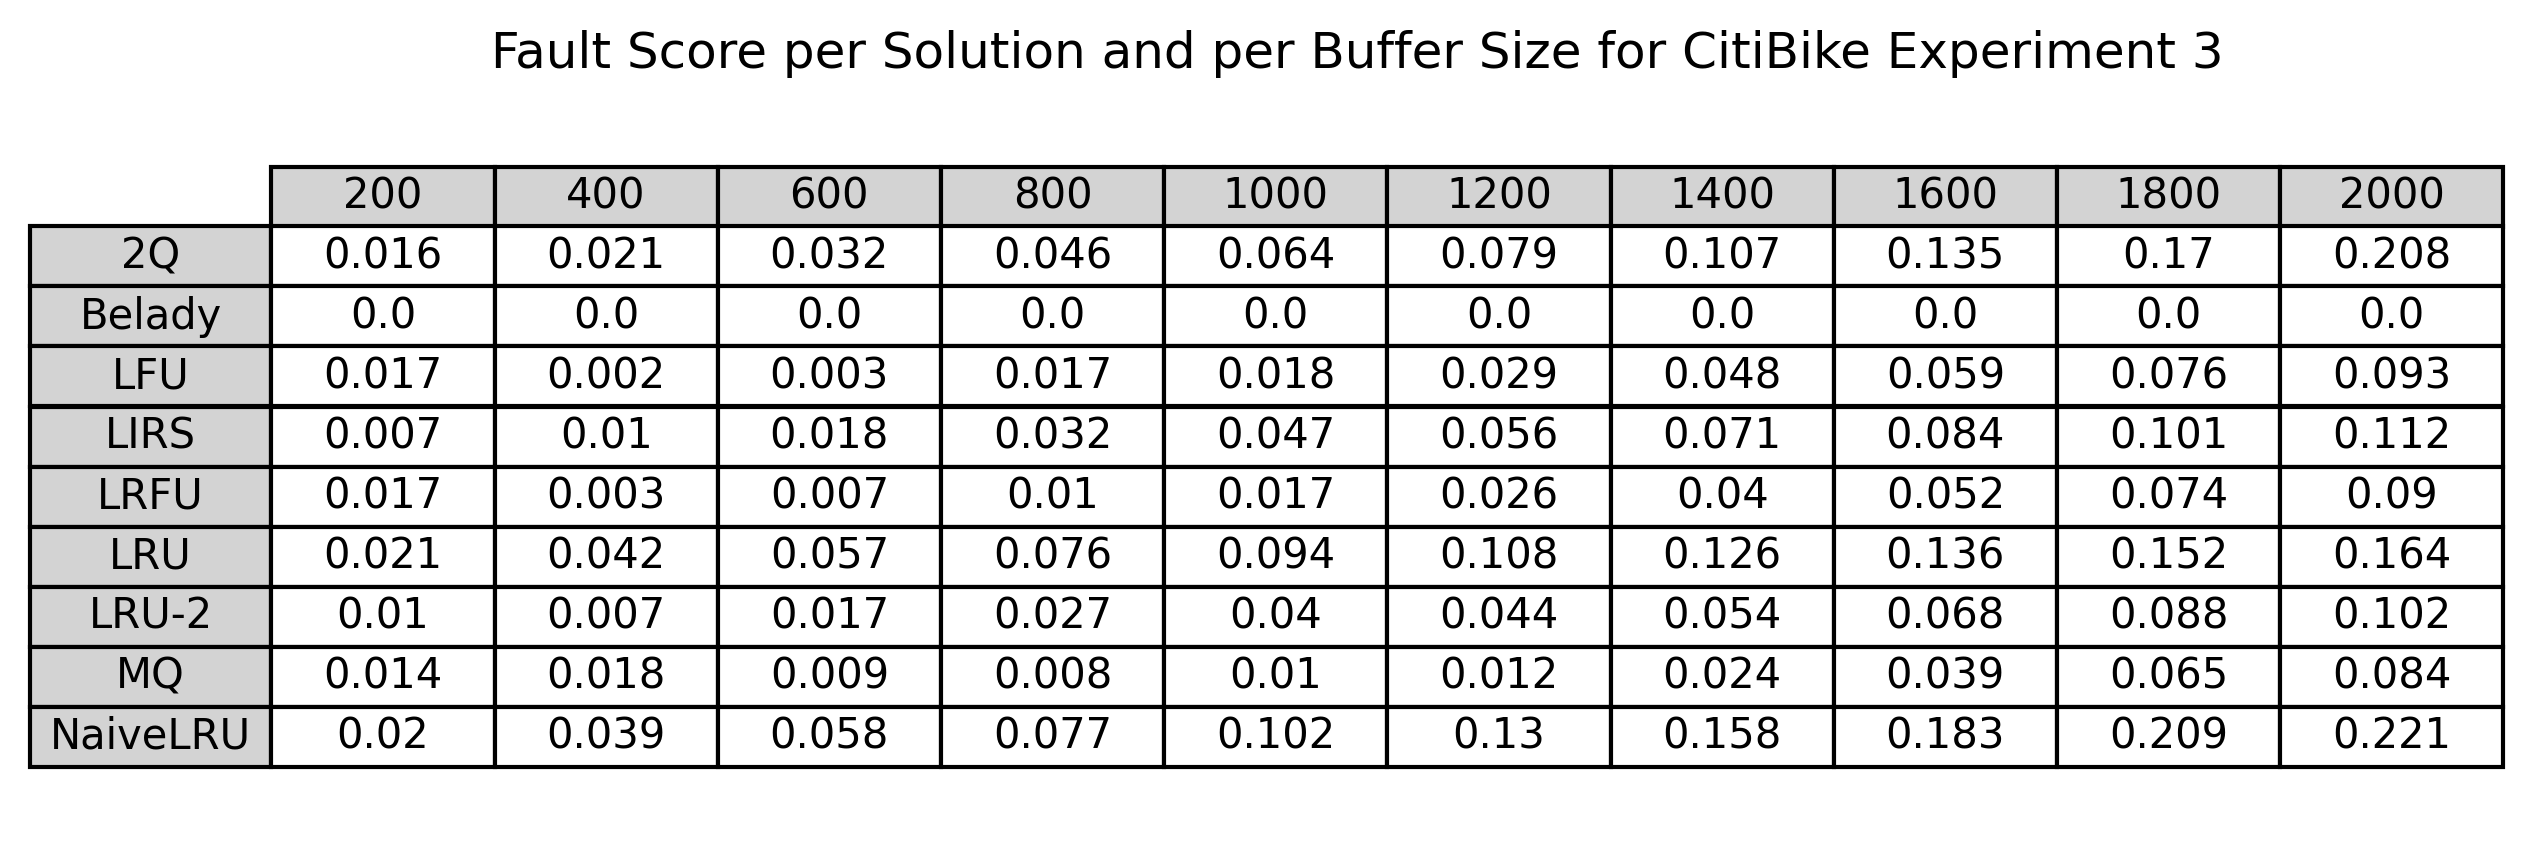 Fault Score per Solution and per Buffer Size for CitiBike Experiment 3
200 400 600 800 1000 1200 1400 1600 1800 2000
2Q 0.016 0.021 0.032 0.046 0.064 0.079 0.107 0.135 0.17 0.208
Belady 0.0 0.0 0.0 0.0 0.0 0.0 0.0 0.0 0.0 0.0
LFU 0.017 0.002 0.003 0.017 0.018 0.029 0.048 0.059 0.076 0.093
LIRS 0.007 0.01 0.018 0.032 0.047 0.056 0.071 0.084 0.101 0.112
LRFU 0.017 0.003 0.007 0.01 0.017 0.026 0.04 0.052 0.074 0.09
LRU 0.021 0.042 0.057 0.076 0.094 0.108 0.126 0.136 0.152 0.164
LRU-2 0.01 0.007 0.017 0.027 0.04 0.044 0.054 0.068 0.088 0.102
MQ 0.014 0.018 0.009 0.008 0.01 0.012 0.024 0.039 0.065 0.084
NaiveLRU 0.02 0.039 0.058 0.077 0.102 0.13 0.158 0.183 0.209 0.221